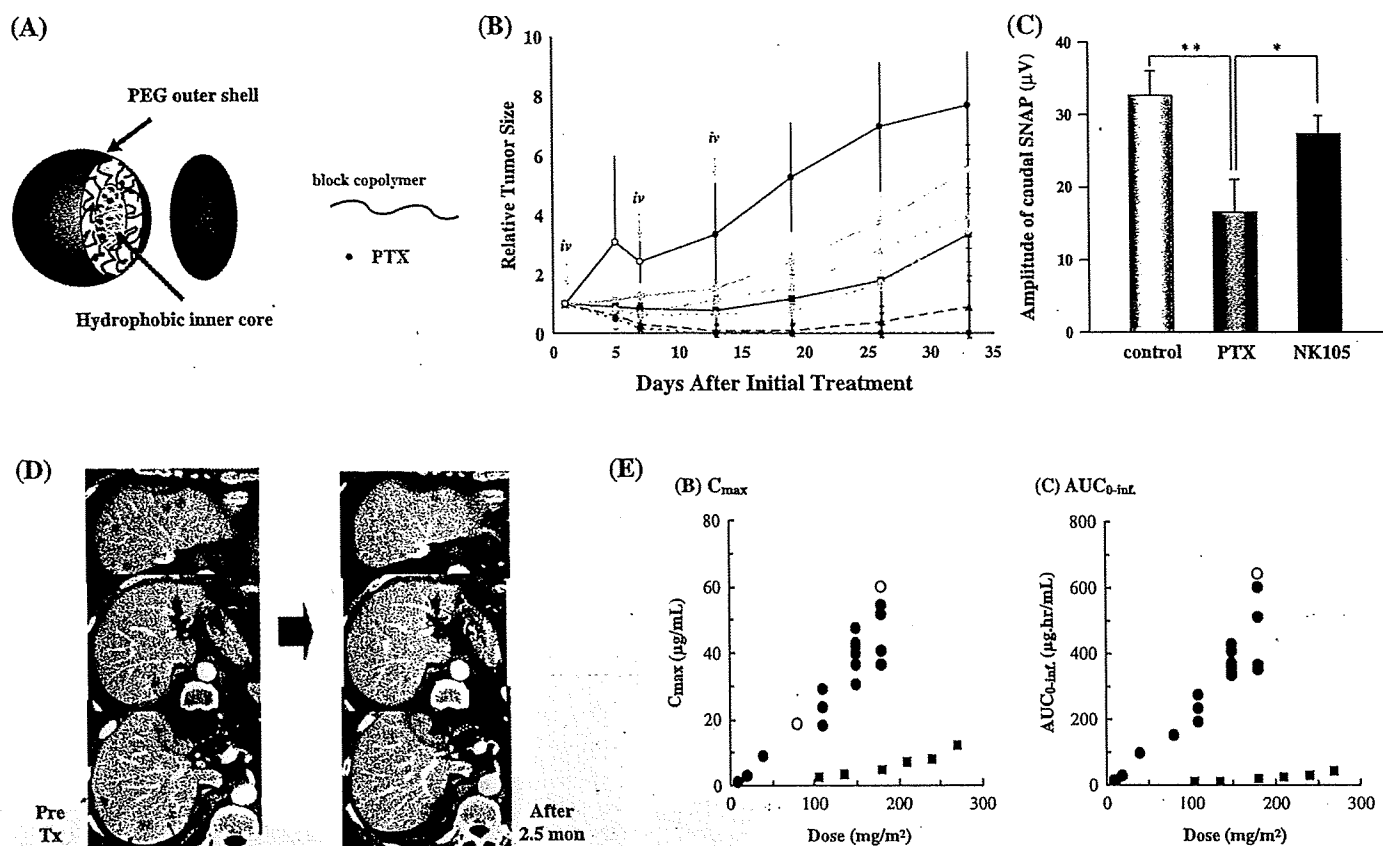 (A)
PEG outer shell
block copolymer
PTX
Hydrophobic inner core
(B)
Relative Tumor Size
10
8
6
4
2
0
iv
iv
iv
0
5
10
15
20
25
30
35
Days After Initial Treatment
(C)
Amplitude of caudal SNAP (μV)
40
30
20
10
0
**
*
control
PTX
NK105
(D)
Pre
Tx
After
2.5 mon
(E)
(B) Cmax
Cmax (μg/mL)
80
60
40
20
0
0
100
200
300
Dose (mg/m²)
(C) AUC0-inf.
AUC0-inf. (μg.hr/mL)
800
600
400
200
0
0
100
200
300
Dose (mg/m²)